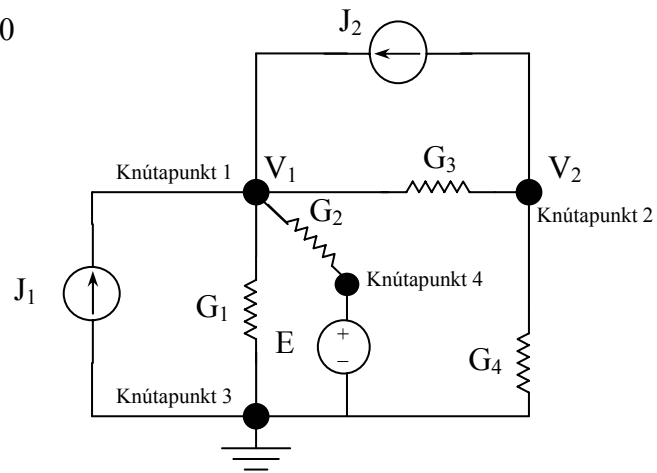 0
J₂
Knútapunkt 1
V₁
G₃
V₂
G₂
Knútapunkt 2
Knútapunkt 4
J₁
G₁
E
+
–
G₄
Knútapunkt 3